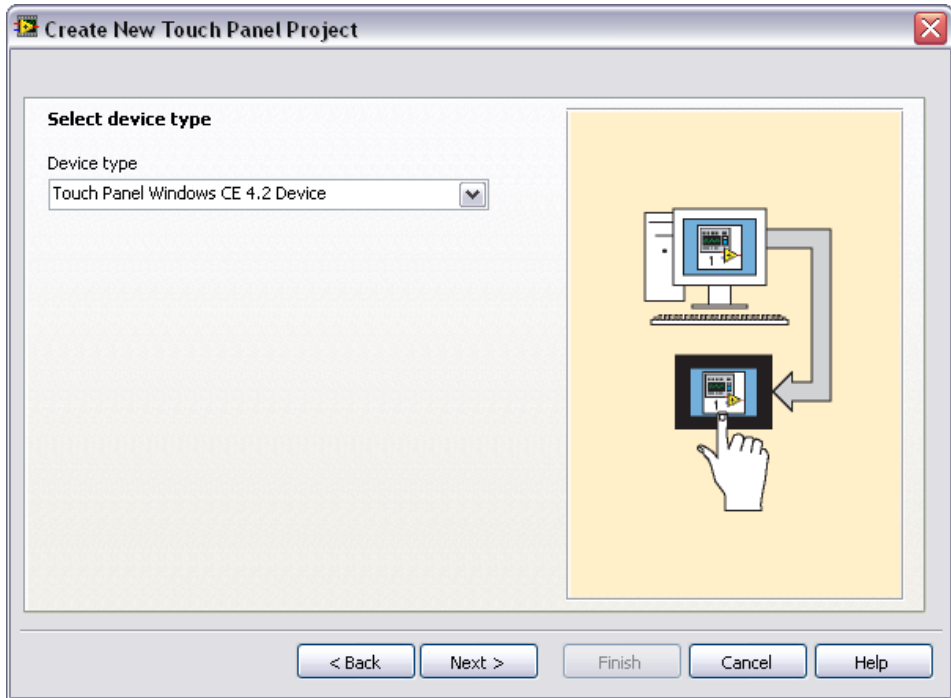 Create New Touch Panel Project
Select device type
Device type
Touch Panel Windows CE 4.2 Device
1
1
< Back
Next >
Finish
Cancel
Help